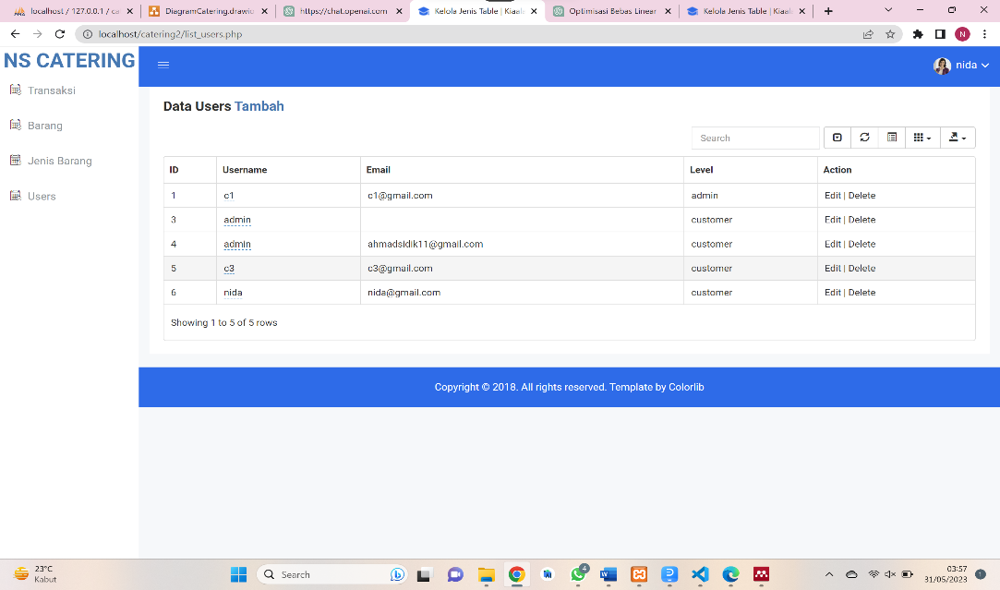 localhost / 127.0.0.1 / ca
DiagramCatering.drawio
https://chat.openai.com
Kelola Jenis Table | Kiaala
Optimisasi Bebas Linear
Kelola Jenis Table | Kiaala
localhost/catering2/list_users.php
N
NS CATERING
nida
Transaksi
Barang
Jenis Barang
Users
Data Users Tambah
Search
ID Username Email Level Action
1 c1 c1@gmail.com admin Edit | Delete
3 admin customer Edit | Delete
4 admin ahmadsidik11@gmail.com customer Edit | Delete
5 c3 c3@gmail.com customer Edit | Delete
6 nida nida@gmail.com customer Edit | Delete
Showing 1 to 5 of 5 rows
Copyright © 2018. All rights reserved. Template by Colorlib
23°C
Kabut
Search
4
03:57
31/05/2023
1